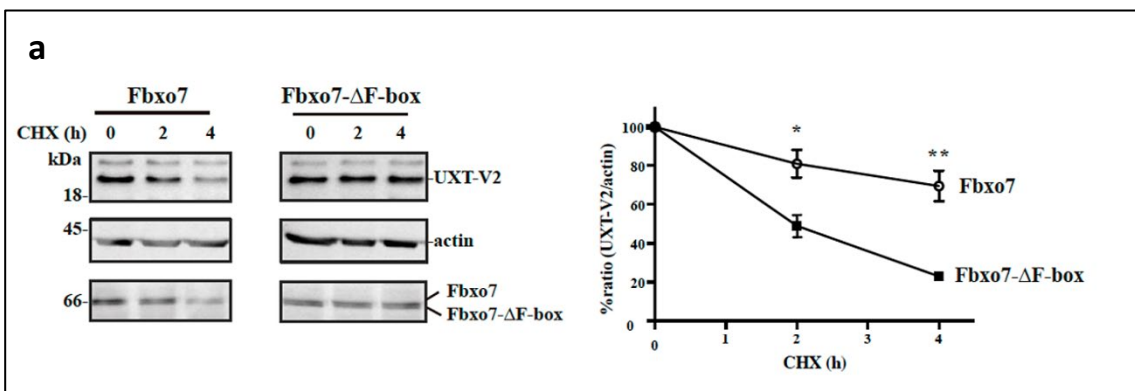 a
Fbxo7 Fbxo7-ΔF-box
CHX (h) 0 2 4 0 2 4
kDa
UXT-V2
18-
45-
actin
66-
Fbxo7
Fbxo7-ΔF-box
%ratio (UXT-V2/actin)
100
80
60
40
20
0
0 1 2 3 4
CHX (h)
*
**
Fbxo7
Fbxo7-ΔF-box